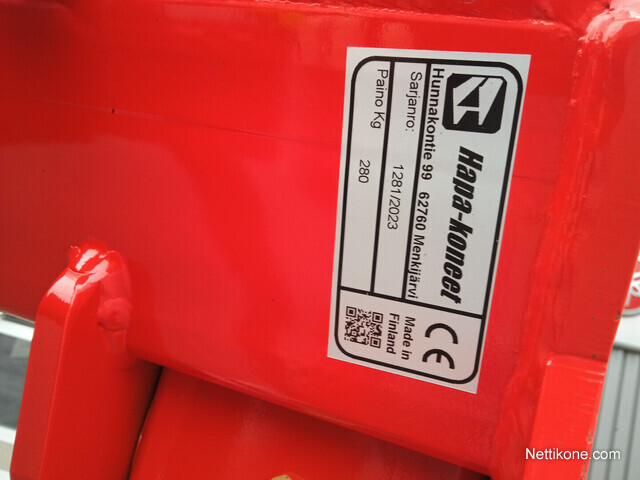 Hapa-koneet
Hunnakontie 99 62760 Menkijärvi
Sarjanro: 1281/2023
Paino Kg 280
CE
Made in
Finland
Nettikone.com